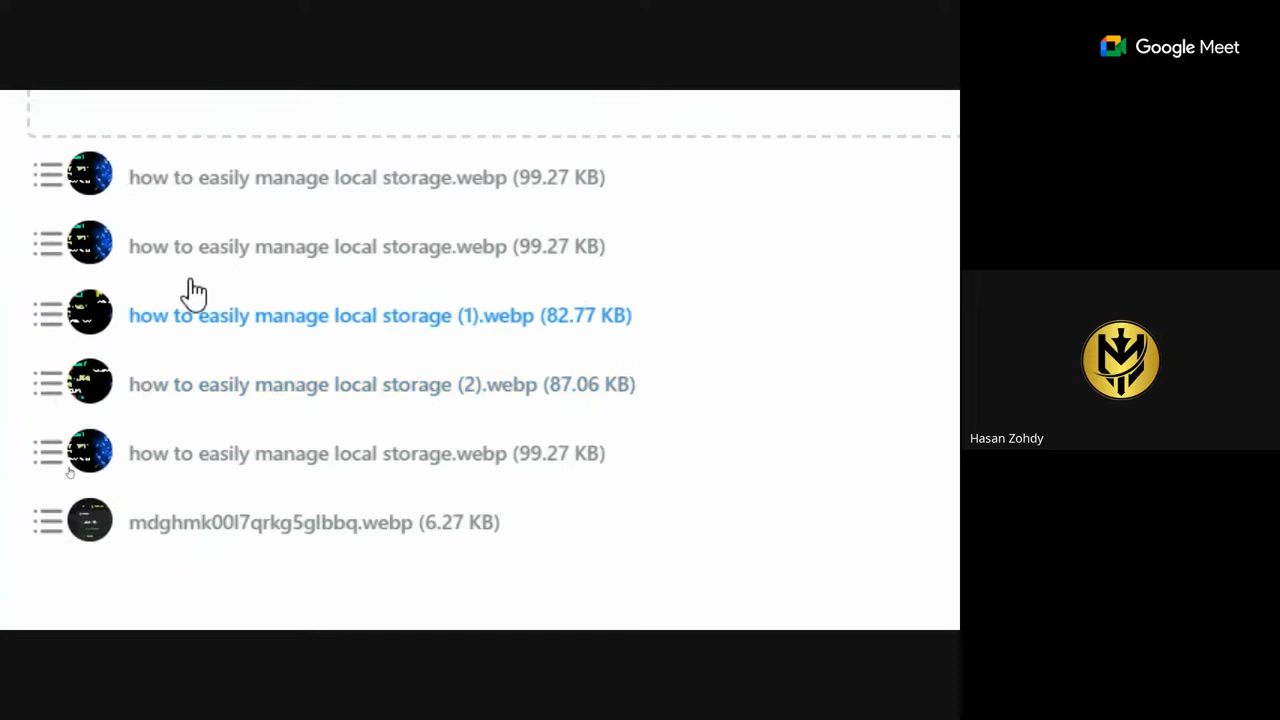 Google Meet
how to easily manage local storage.webp (99.27 KB)
how to easily manage local storage.webp (99.27 KB)
how to easily manage local storage (1).webp (82.77 KB)
how to easily manage local storage (2).webp (87.06 KB)
Hasan Zohdy
how to easily manage local storage.webp (99.27 KB)
mdghmk00l7qrkg5glbbq.webp (6.27 KB)